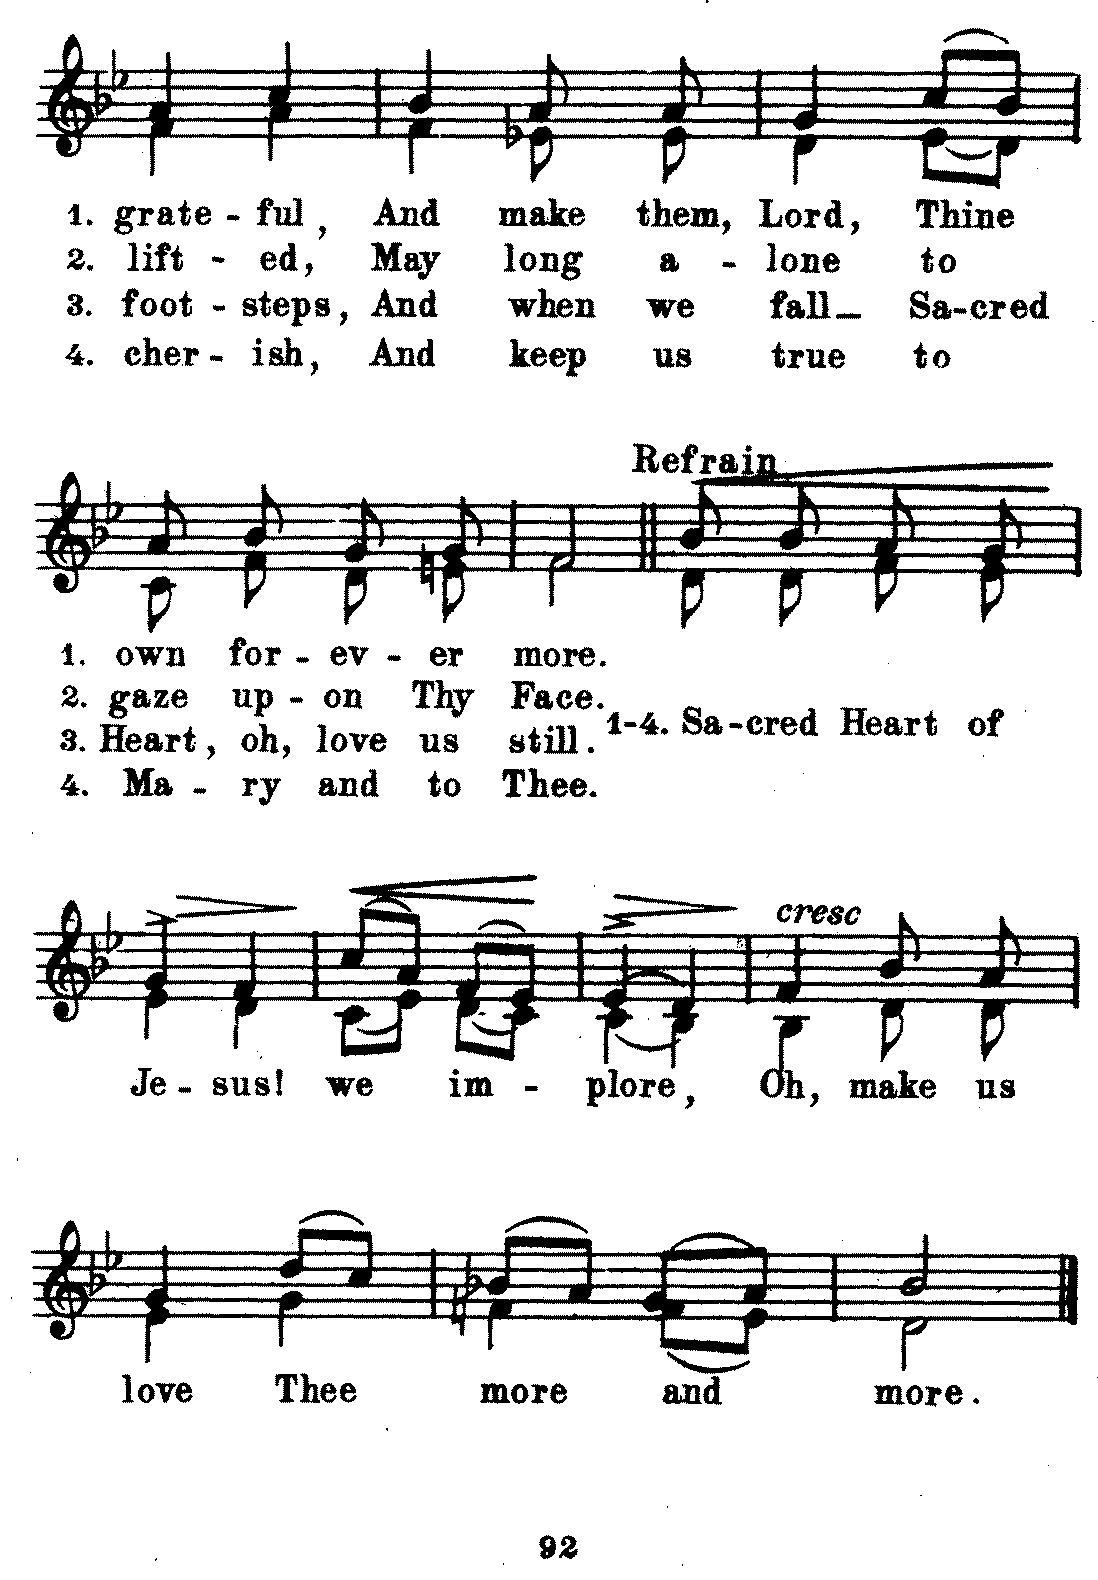 1. grate - ful, And make them, Lord, Thine
2. lift - ed, May long a - lone to
3. foot - steps, And when we fall_ Sa-cred
4. cher - ish, And keep us true to
Refrain
1. own for - ev - er more.
2. gaze up - on Thy Face.
3. Heart, oh, love us still.
4. Ma - ry and to Thee.
1-4. Sa-cred Heart of
cresc
Je - sus! we im - plore, Oh, make us
love Thee more and more.
92